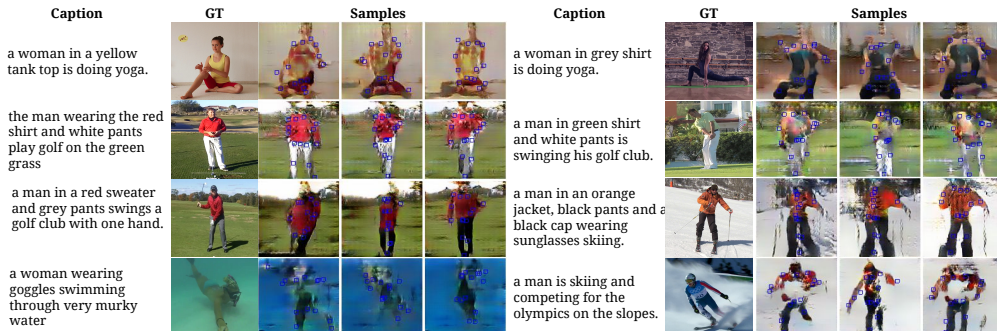 Caption GT Samples Caption GT Samples
a woman in a yellow
tank top is doing yoga.
a woman in grey shirt
is doing yoga.
the man wearing the red
shirt and white pants
play golf on the green
grass
a man in green shirt
and white pants is
swinging his golf club.
a man in a red sweater
and grey pants swings a
golf club with one hand.
a man in an orange
jacket, black pants and a
black cap wearing
sunglasses skiing.
a woman wearing
goggles swimming
through very murky
water
a man is skiing and
competing for the
olympics on the slopes.